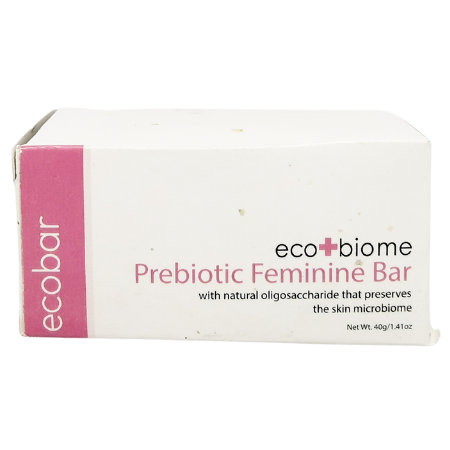 ecobar
eco+biome
Prebiotic Feminine Bar
with natural oligosaccharide that preserves
the skin microbiome
Net Wt. 40g/1.41oz